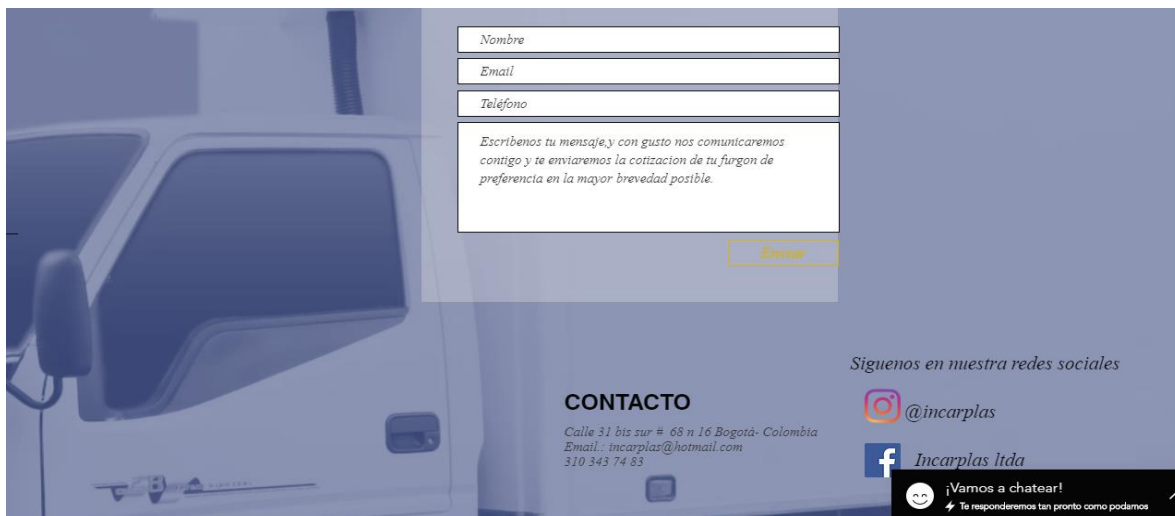 Nombre
Email
Teléfono
Escríbenos tu mensaje,y con gusto nos comunicaremos
contigo y te enviaremos la cotizacion de tu furgon de
preferencia en la mayor brevedad posible.
Enviar
Siguenos en nuestra redes sociales
@incarplas
Incarplas ltda
CONTACTO
Calle 31 bis sur # 68 n 16 Bogotá- Colombia
Email.: incarplas@hotmail.com
310 343 74 83
¡Vamos a chatear!
Te responderemos tan pronto como podamos